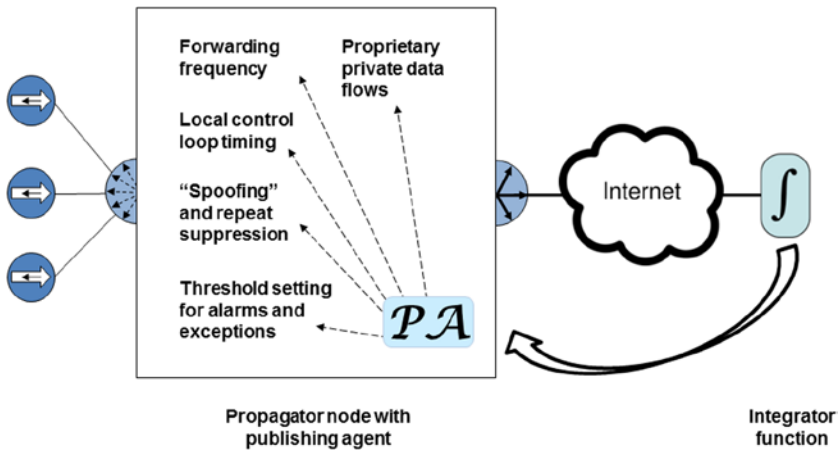 Forwarding
frequency
Proprietary
private data
flows
Local control
loop timing
“Spoofing”
and repeat
suppression
Threshold setting
for alarms and
exceptions
PA
Internet
∫
Propagator node with
publishing agent
Integrator
function